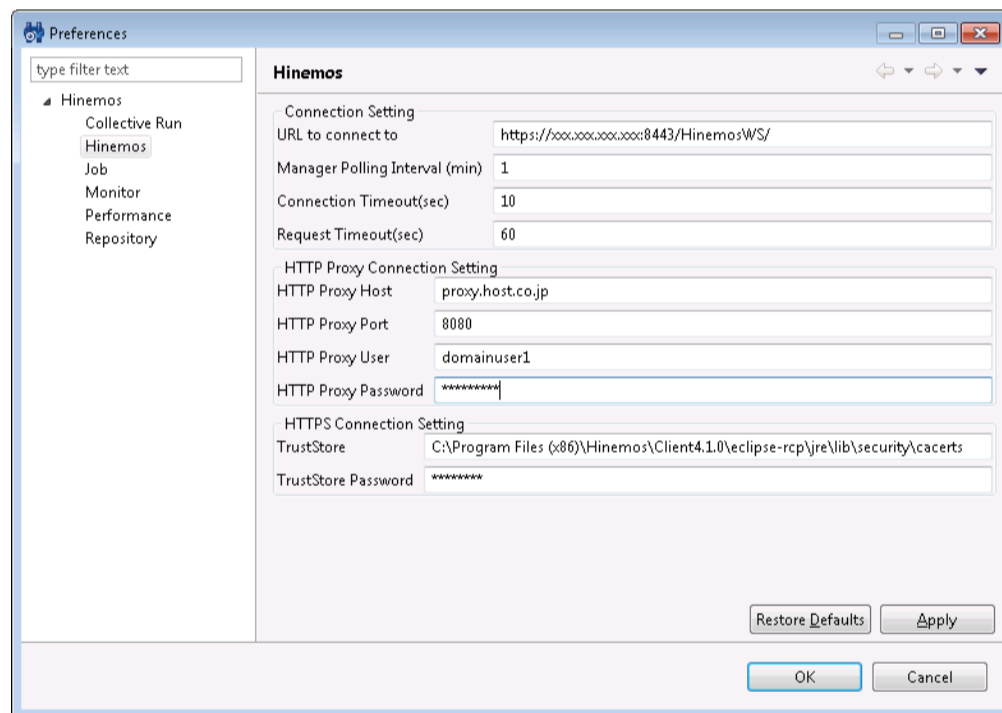 Preferences
type filter text
Hinemos
Collective Run
Hinemos
Job
Monitor
Performance
Repository
Hinemos
Connection Setting
URL to connect to https://xxx.xxx.xxx.xxx:8443/HinemosWS/
Manager Polling Interval (min) 1
Connection Timeout(sec) 10
Request Timeout(sec) 60
HTTP Proxy Connection Setting
HTTP Proxy Host proxy.host.co.jp
HTTP Proxy Port 8080
HTTP Proxy User domainuser1
HTTP Proxy Password *********
HTTPS Connection Setting
TrustStore C:\Program Files (x86)\Hinemos\Client4.1.0\eclipse-rcp\jre\lib\security\cacerts
TrustStore Password ********
Restore Defaults Apply
OK Cancel